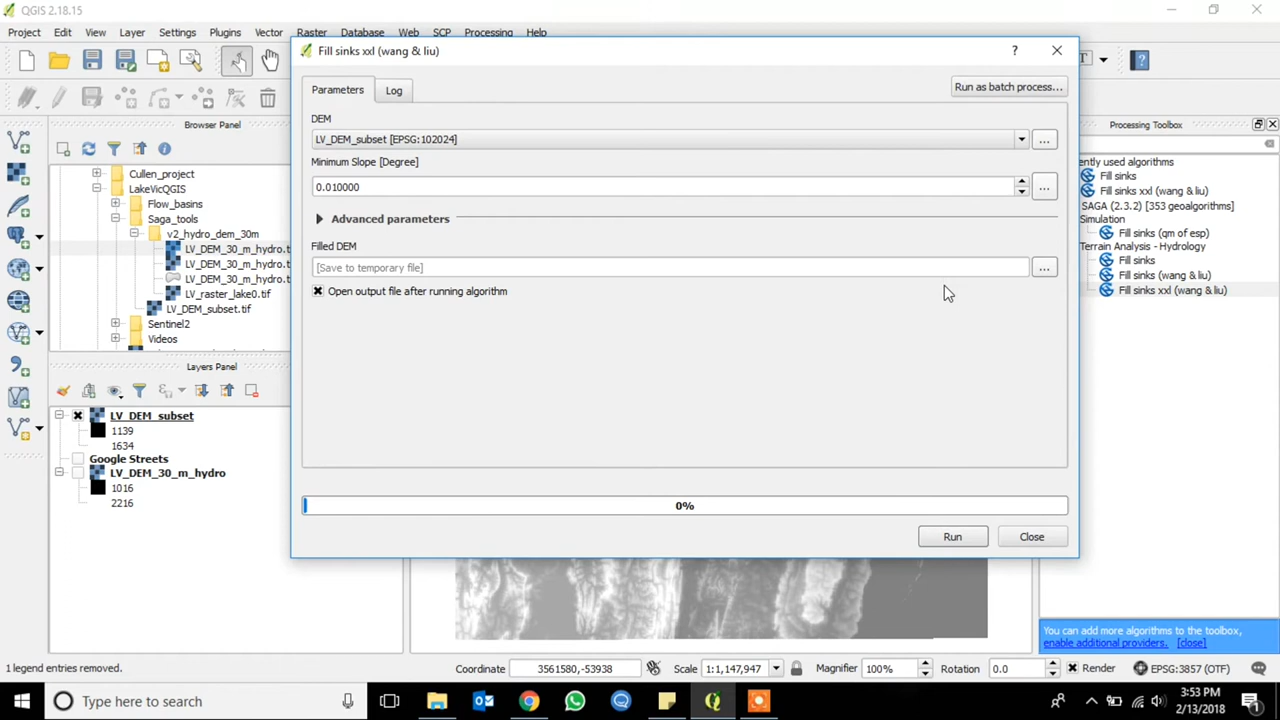 QGIS 2.18.15
Project Edit View Layer Settings Plugins Vector Raster Database Web SCP Processing Help
Fill sinks xxl (wang & liu)
?
Parameters
Log
Run as batch process...
DEM
LV_DEM_subset [EPSG:102024]
...
Minimum Slope [Degree]
0.010000
...
Advanced parameters
Filled DEM
[Save to temporary file]
...
Open output file after running algorithm
0%
Run
Close
Browser Panel
Cullen_project
LakeVicQGIS
Flow_basins
Saga_tools
v2_hydro_dem_30m
LV_DEM_30_m_hydro.t
LV_DEM_30_m_hydro.t
LV_DEM_30_m_hydro.t
LV_raster_lake0.tif
LV_DEM_subset.tif
Sentinel2
Videos
Layers Panel
LV_DEM_subset
1139
1634
Google Streets
LV_DEM_30_m_hydro
1016
2216
Processing Toolbox
ently used algorithms
Fill sinks
Fill sinks xxl (wang & liu)
SAGA (2.3.2) [353 geoalgorithms]
Simulation
Fill sinks (qm of esp)
Terrain Analysis - Hydrology
Fill sinks
Fill sinks (wang & liu)
Fill sinks xxl (wang & liu)
You can add more algorithms to the toolbox,
enable additional providers. [close]
1 legend entries removed.
Coordinate 3561580,-53938 Scale 1:1,147,947 Magnifier 100% Rotation 0.0 Render EPSG:3857 (OTF)
Type here to search
3:53 PM
2/13/2018